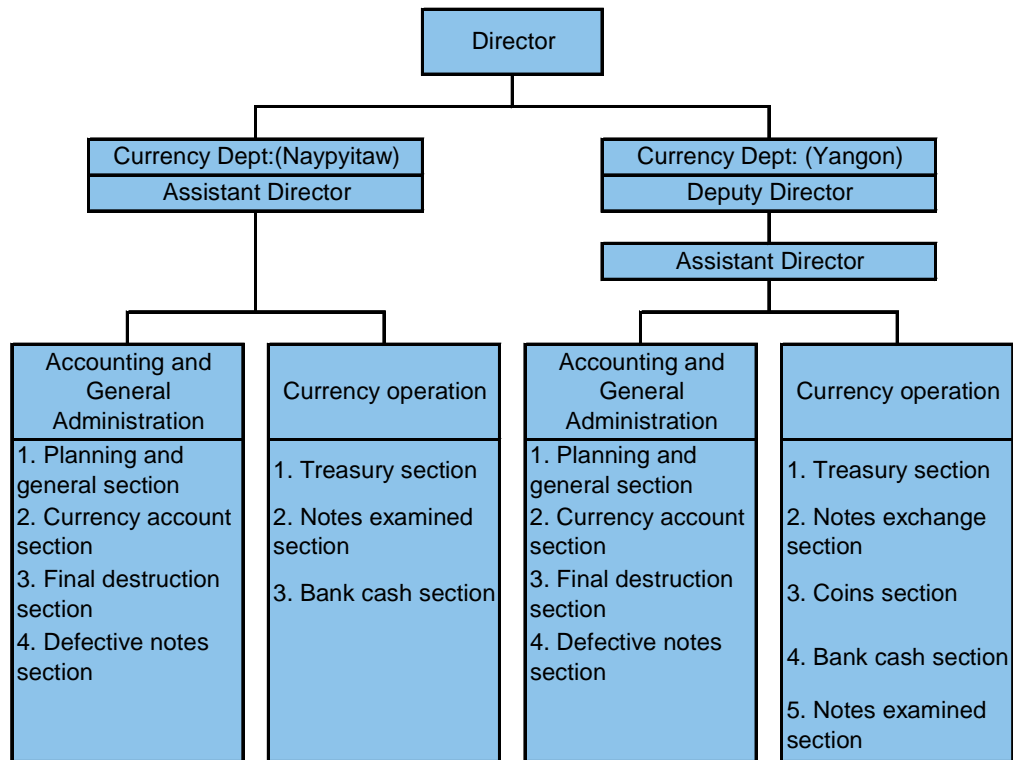 Director
Currency Dept:(Naypyitaw)
Assistant Director
Currency Dept: (Yangon)
Deputy Director
Assistant Director
Accounting and
General
Administration
1. Planning and
general section
2. Currency account
section
3. Final destruction
section
4. Defective notes
section
Currency operation
1. Treasury section
2. Notes examined
section
3. Bank cash section
Accounting and
General
Administration
1. Planning and
general section
2. Currency account
section
3. Final destruction
section
4. Defective notes
section
Currency operation
1. Treasury section
2. Notes exchange
section
3. Coins section
4. Bank cash section
5. Notes examined
section